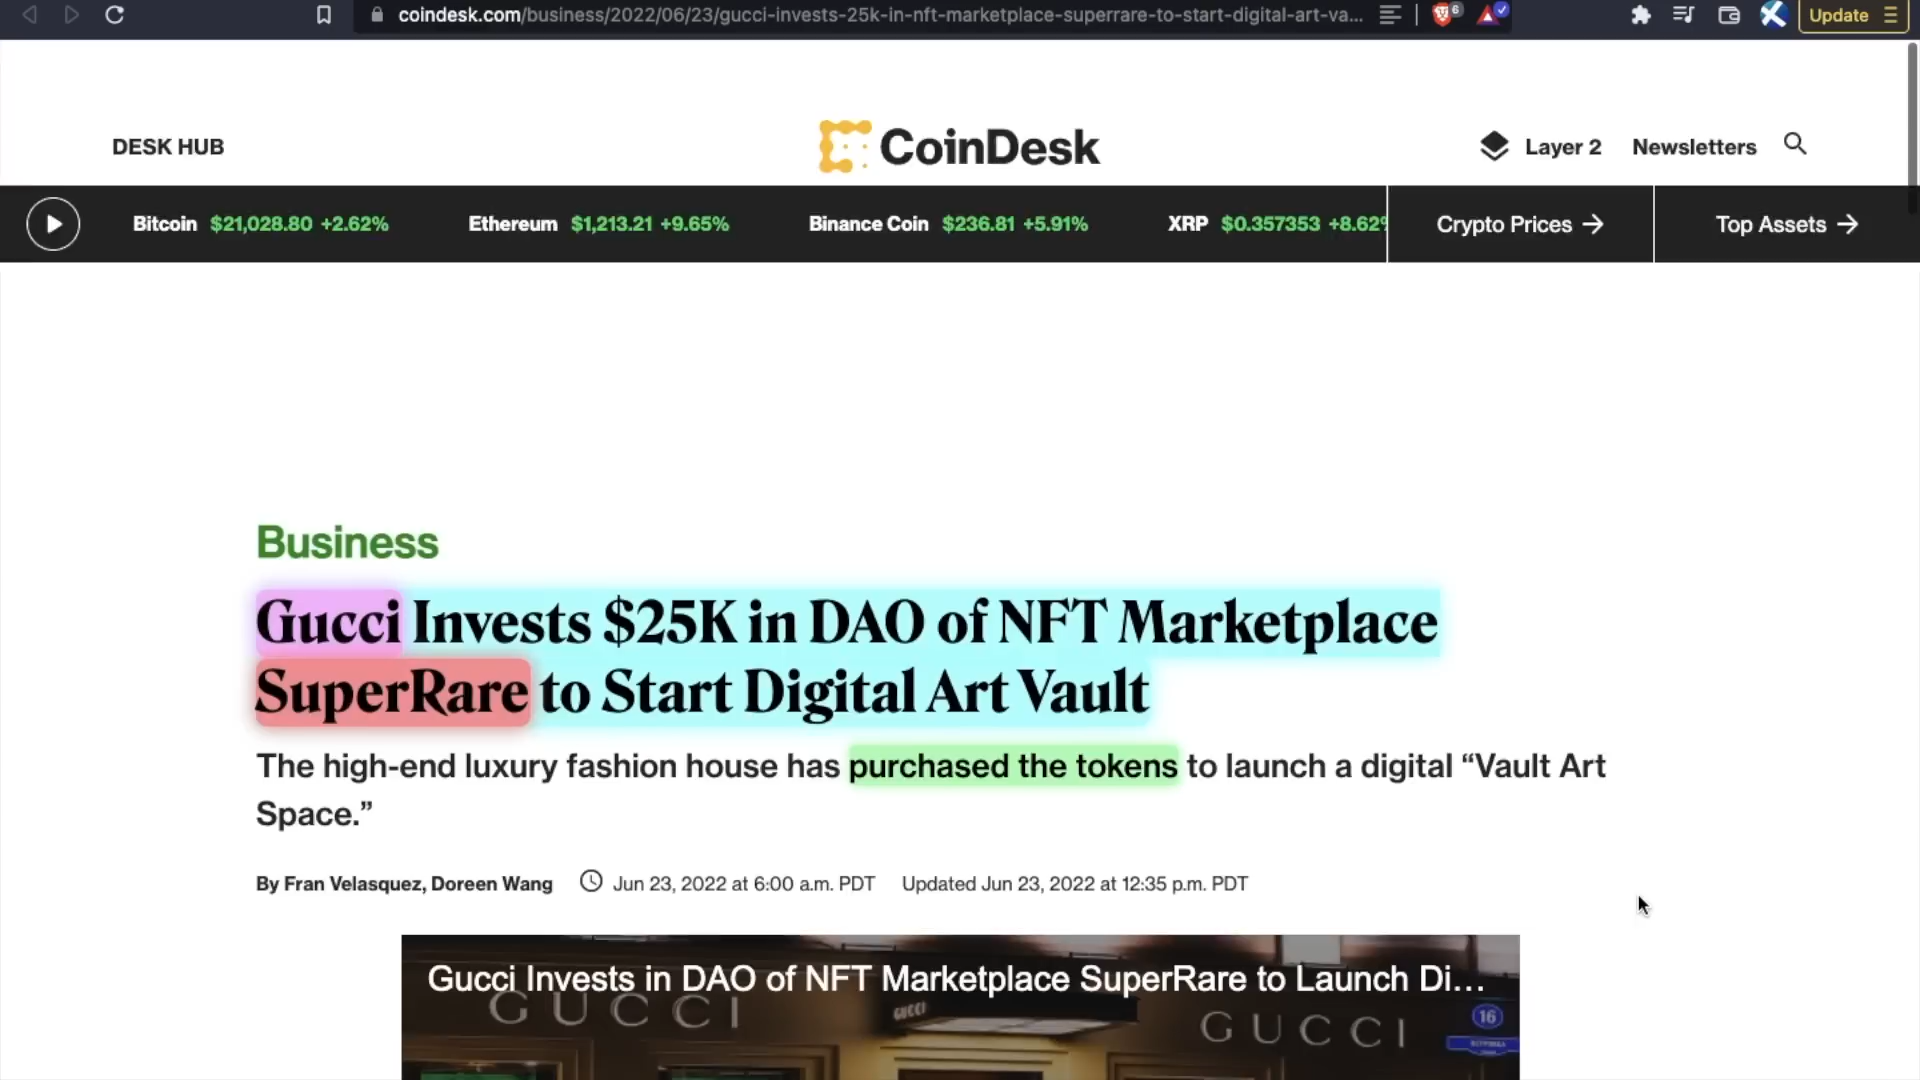 coindesk.com/business/2022/06/23/gucci-invests-25k-in-nft-marketplace-superrare-to-start-digital-art-va...
6
Update
DESK HUB
CoinDesk
Layer 2
Newsletters
Bitcoin $21,028.80 +2.62%
Ethereum $1,213.21 +9.65%
Binance Coin $236.81 +5.91%
XRP $0.357353 +8.62%
Crypto Prices →
Top Assets →
Business
Gucci Invests $25K in DAO of NFT Marketplace
SuperRare to Start Digital Art Vault
The high-end luxury fashion house has purchased the tokens to launch a digital “Vault Art
Space.”
By Fran Velasquez, Doreen Wang
Jun 23, 2022 at 6:00 a.m. PDT
Updated Jun 23, 2022 at 12:35 p.m. PDT
Gucci Invests in DAO of NFT Marketplace SuperRare to Launch Di...
GUCCI
GUCCI
GUCCI
16